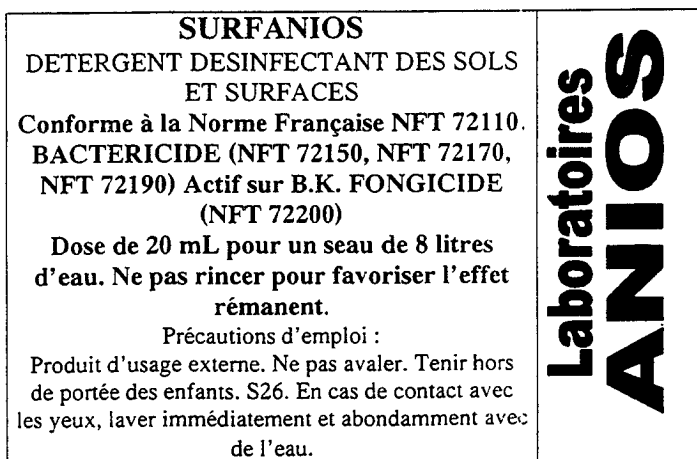 SURFANIOS
DETERGENT DESINFECTANT DES SOLS
ET SURFACES
Conforme à la Norme Française NFT 72110.
BACTERICIDE (NFT 72150, NFT 72170,
NFT 72190) Actif sur B.K. FONGICIDE
(NFT 72200)
Dose de 20 mL pour un seau de 8 litres
d'eau. Ne pas rincer pour favoriser l'effet
rémanent.
Précautions d'emploi :
Produit d'usage externe. Ne pas avaler. Tenir hors
de portée des enfants. S26. En cas de contact avec
les yeux, laver immédiatement et abondamment avec
de l'eau.
Laboratoires
ANIOS